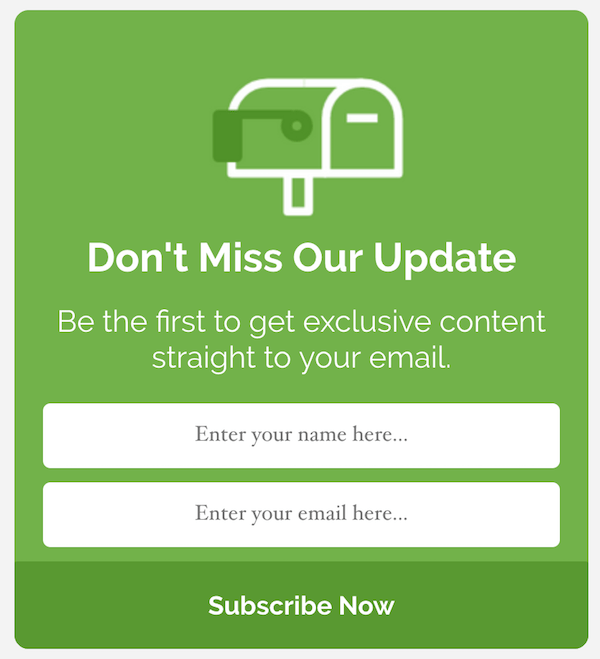 Don't Miss Our Update
Be the first to get exclusive content
straight to your email.
Enter your name here...
Enter your email here...
Subscribe Now